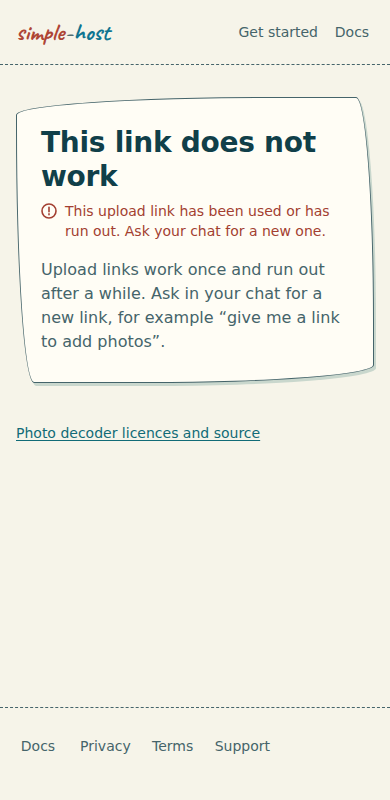 simple-host
Get started Docs
This link does not
work
This upload link has been used or has
run out. Ask your chat for a new one.
Upload links work once and run out
after a while. Ask in your chat for a
new link, for example “give me a link
to add photos”.
Photo decoder licences and source
Docs Privacy Terms Support